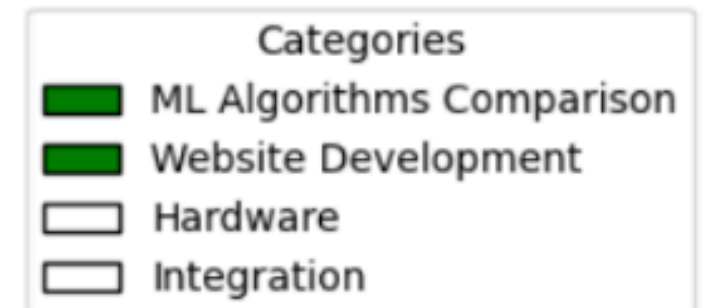 Categories
ML Algorithms Comparison
Website Development
Hardware
Integration